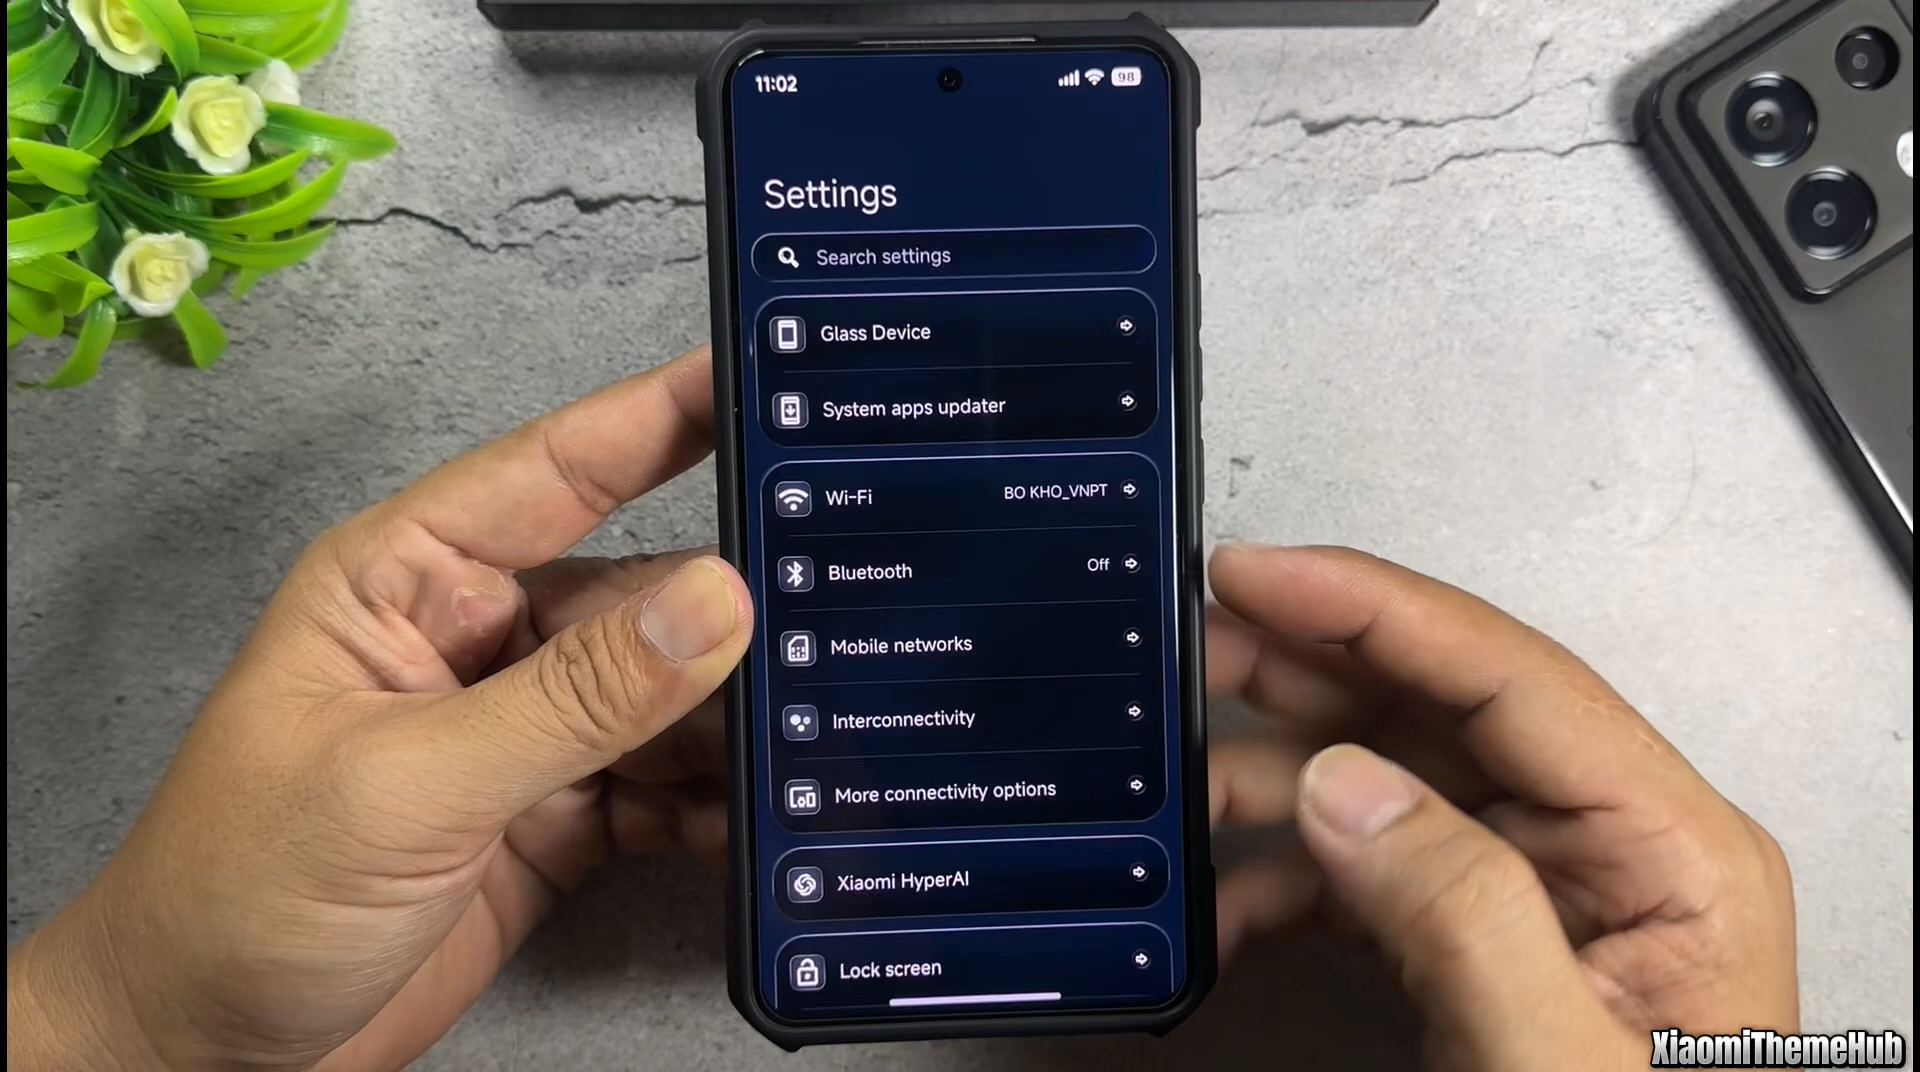 11:02
98
Settings
Search settings
Glass Device
System apps updater
Wi-Fi
BO KHO_VNPT
Bluetooth
Off
Mobile networks
Interconnectivity
More connectivity options
Xiaomi HyperAI
Lock screen
XiaomiThemeHub